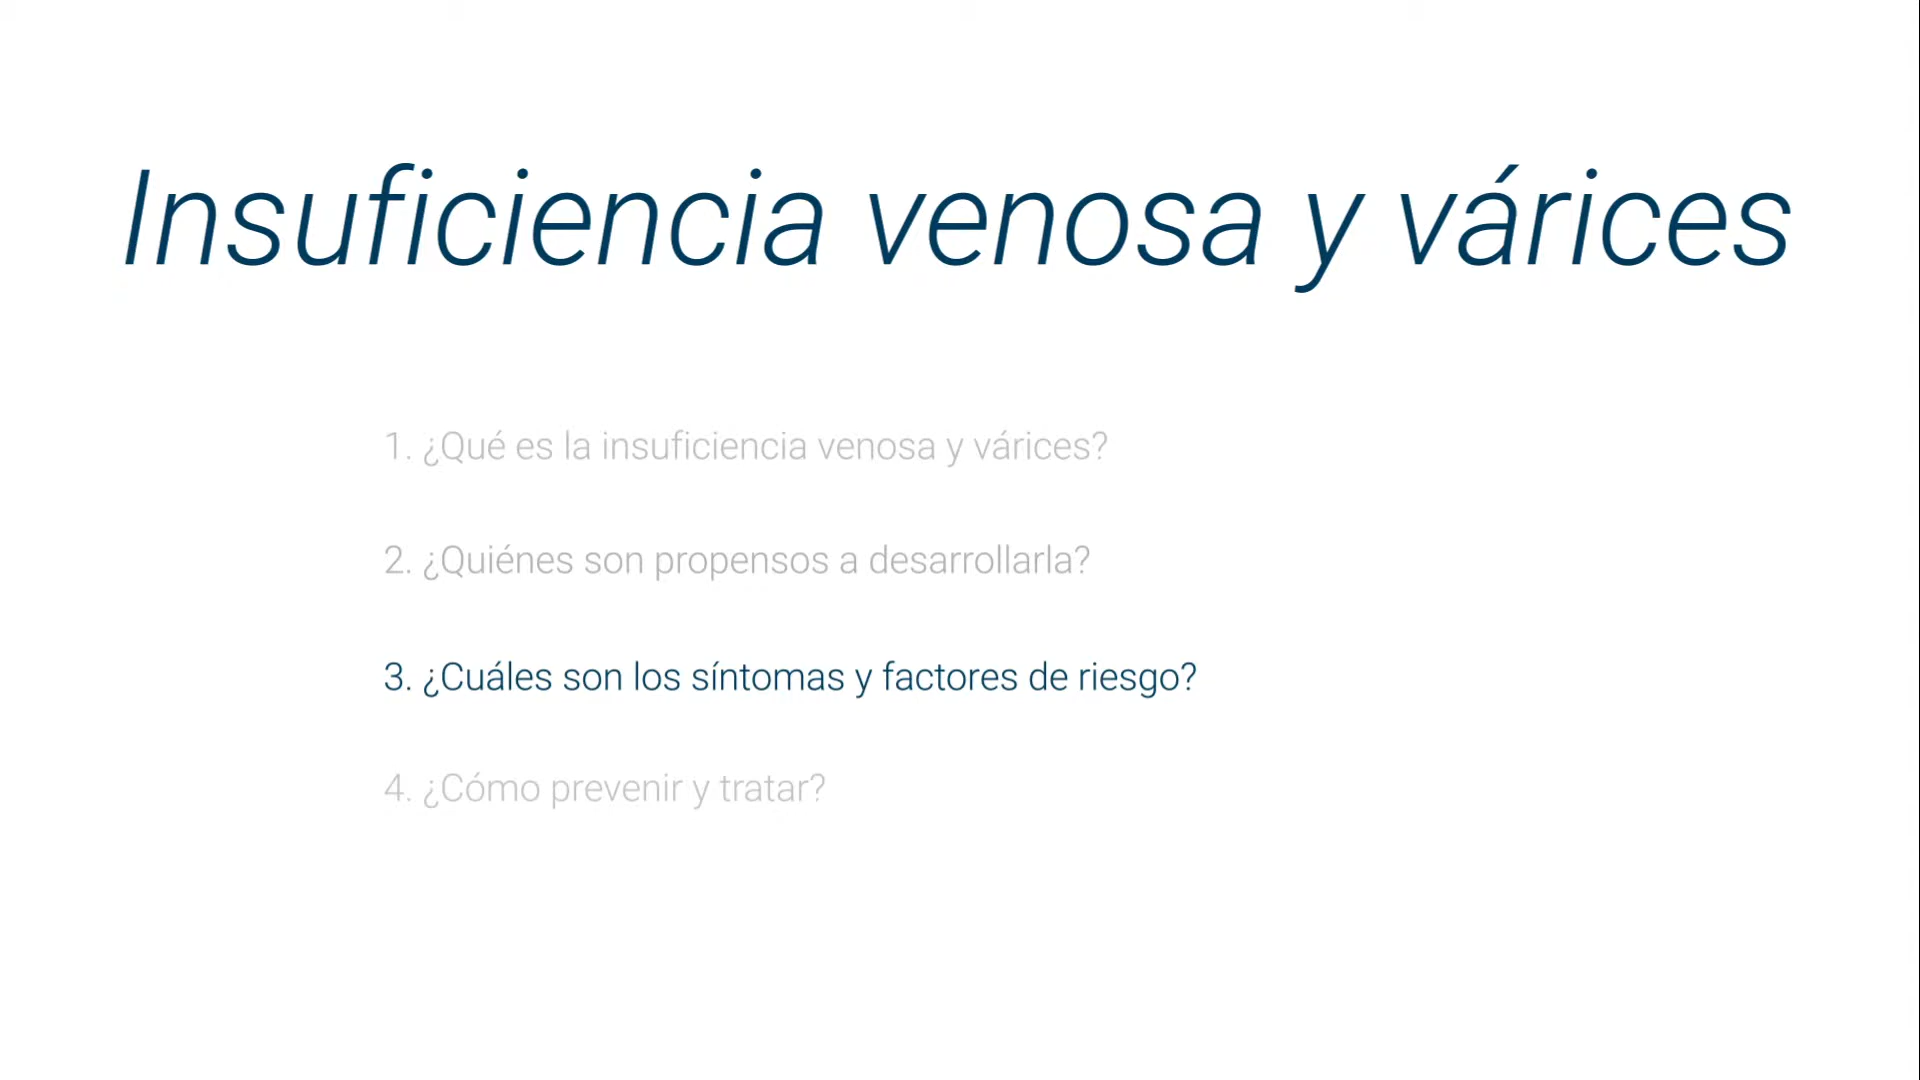 Insuficiencia venosa y várices
1. ¿Qué es la insuficiencia venosa y várices?
2. ¿Quiénes son propensos a desarrollarla?
3. ¿Cuáles son los síntomas y factores de riesgo?
4. ¿Cómo prevenir y tratar?